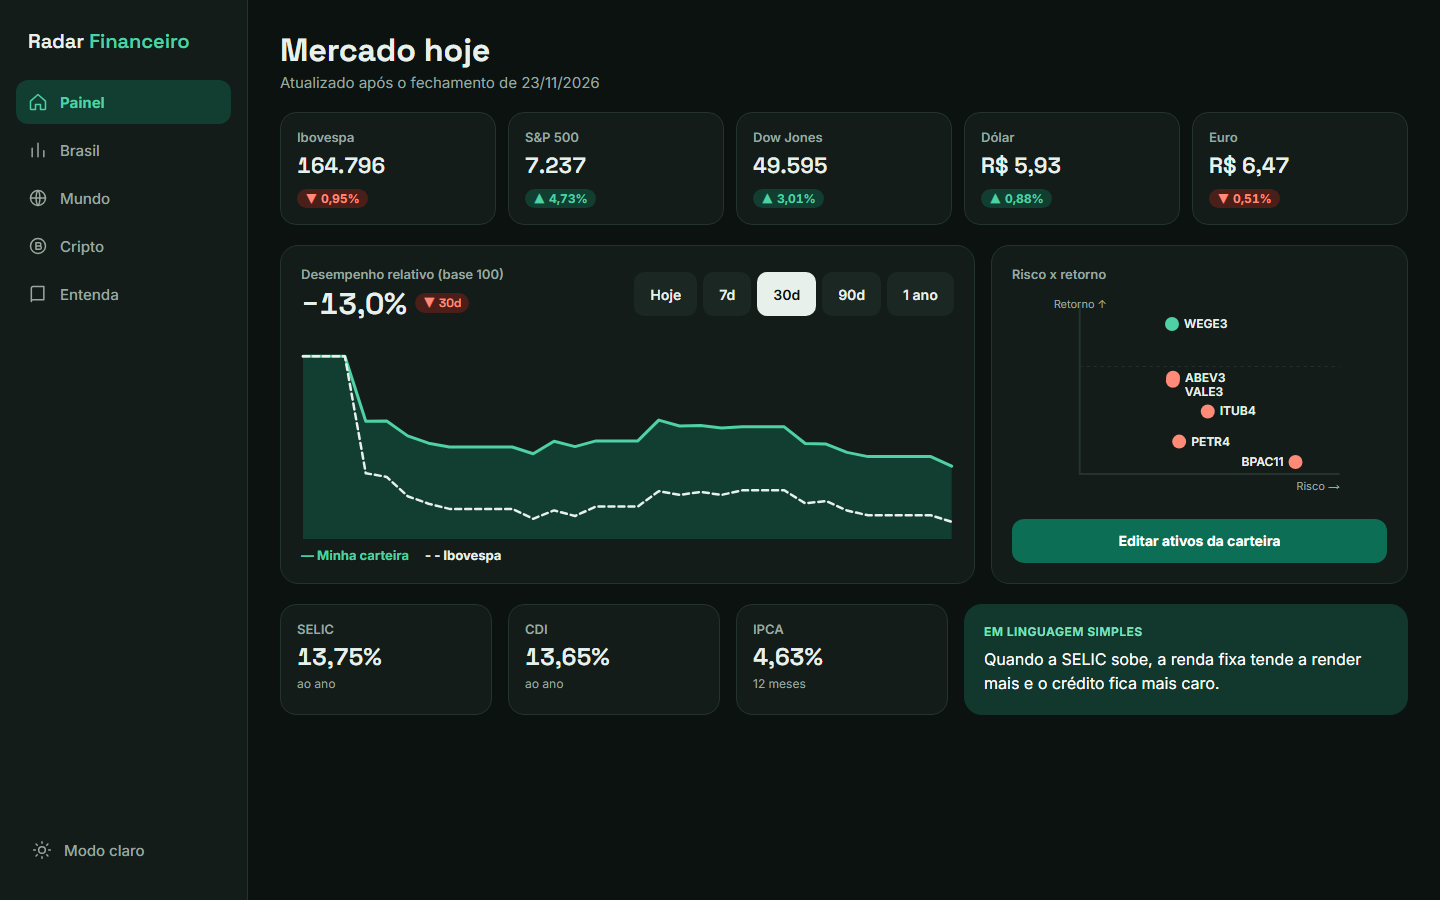 Radar Financeiro
Painel
Brasil
Mundo
Cripto
Entenda
Modo claro
Mercado hoje
Atualizado após o fechamento de 23/11/2026
Ibovespa
164.796
▼ 0,95%
S&P 500
7.237
▲ 4,73%
Dow Jones
49.595
▲ 3,01%
Dólar
R$ 5,93
▲ 0,88%
Euro
R$ 6,47
▼ 0,51%
Desempenho relativo (base 100)
−13,0% ▼ 30d
Hoje 7d 30d 90d 1 ano
— Minha carteira - - Ibovespa
Risco x retorno
Retorno ↑
WEGE3
ABEV3
VALE3
ITUB4
PETR4
BPAC11
Risco →
Editar ativos da carteira
SELIC
13,75%
ao ano
CDI
13,65%
ao ano
IPCA
4,63%
12 meses
EM LINGUAGEM SIMPLES
Quando a SELIC sobe, a renda fixa tende a render
mais e o crédito fica mais caro.